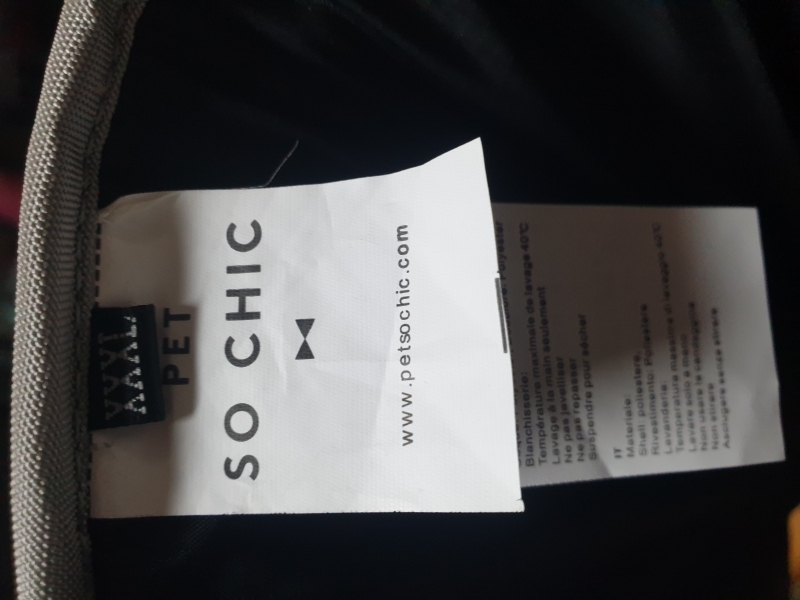 XXXL
PET
SO CHIC
www.petsochic.com
Polyester
Blanchisserie:
Température maximale de lavage 40°C
Lavage à la main seulement
Ne pas javelliser
Ne pas repasser
Suspendre pour sécher
IT
Materiale:
Shell poliestere,
Rivestimento: Poliestere
Lavanderia:
Temperatura massima di lavaggio 40°C
Lavare solo a mano
Non usare la candeggina
Non stirare
Asciugare senza stirare